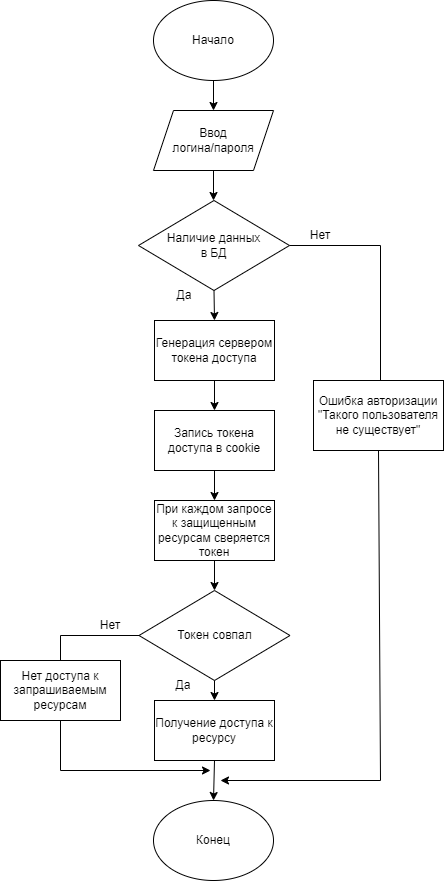 Начало
Ввод
логина/пароля
Наличие данных
в БД
Нет
Да
Генерация сервером
токена доступа
Ошибка авторизации
"Такого пользователя
не существует"
Запись токена
доступа в cookie
При каждом запросе
к защищенным
ресурсам сверяется
токен
Нет
Токен совпал
Да
Нет доступа к
запрашиваемым
ресурсам
Получение доступа к
ресурсу
Конец